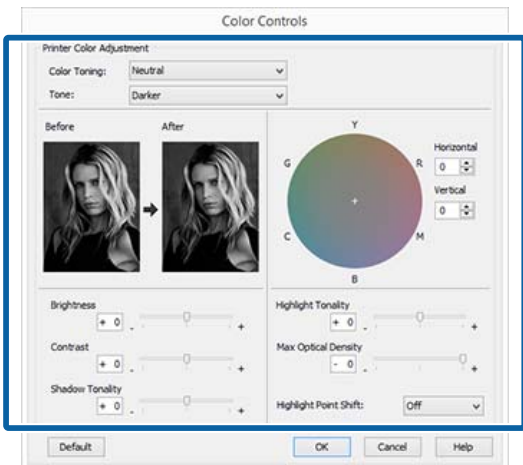 Color Controls
Printer Color Adjustment
Color Toning: Neutral
Tone: Darker
Before After
Y
G R
C M
B
Horizontal
0
Vertical
0
Brightness
+ 0 - +
Contrast
+ 0 - +
Shadow Tonality
+ 0 - +
Highlight Tonality
+ 0 - +
Max Optical Density
- 0 - +
Highlight Point Shift: Off
Default OK Cancel Help